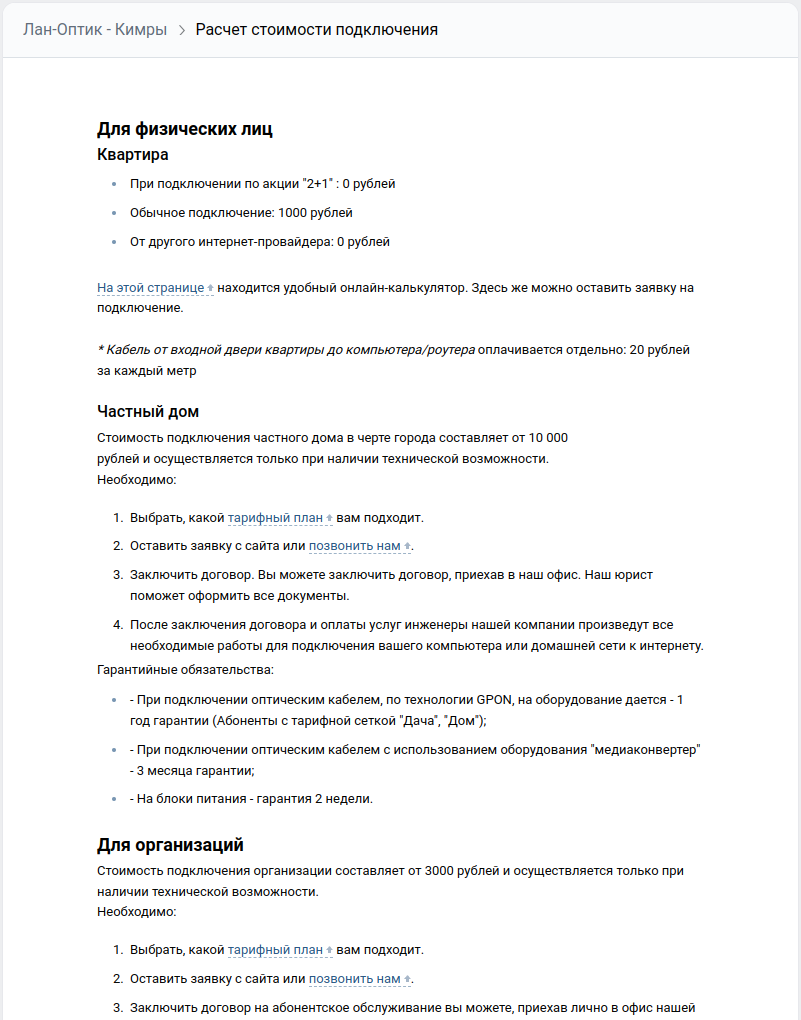 Лан-Оптик - Кимры > Расчет стоимости подключения
Для физических лиц
Квартира
• При подключении по акции "2+1" : 0 рублей
• Обычное подключение: 1000 рублей
• От другого интернет-провайдера: 0 рублей
На этой странице находится удобный онлайн-калькулятор. Здесь же можно оставить заявку на
подключение.
* Кабель от входной двери квартиры до компьютера/роутера оплачивается отдельно: 20 рублей
за каждый метр
Частный дом
Стоимость подключения частного дома в черте города составляет от 10 000
рублей и осуществляется только при наличии технической возможности.
Необходимо:
1. Выбрать, какой тарифный план вам подходит.
2. Оставить заявку с сайта или позвонить нам.
3. Заключить договор. Вы можете заключить договор, приехав в наш офис. Наш юрист
поможет оформить все документы.
4. После заключения договора и оплаты услуг инженеры нашей компании произведут все
необходимые работы для подключения вашего компьютера или домашней сети к интернету.
Гарантийные обязательства:
• - При подключении оптическим кабелем, по технологии GPON, на оборудование дается - 1
год гарантии (Абоненты с тарифной сеткой "Дача", "Дом");
• - При подключении оптическим кабелем с использованием оборудования "медиаконвертер"
- 3 месяца гарантии;
• - На блоки питания - гарантия 2 недели.
Для организаций
Стоимость подключения организации составляет от 3000 рублей и осуществляется только при
наличии технической возможности.
Необходимо:
1. Выбрать, какой тарифный план вам подходит.
2. Оставить заявку с сайта или позвонить нам.
3. Заключить договор на абонентское обслуживание вы можете, приехав лично в офис нашей